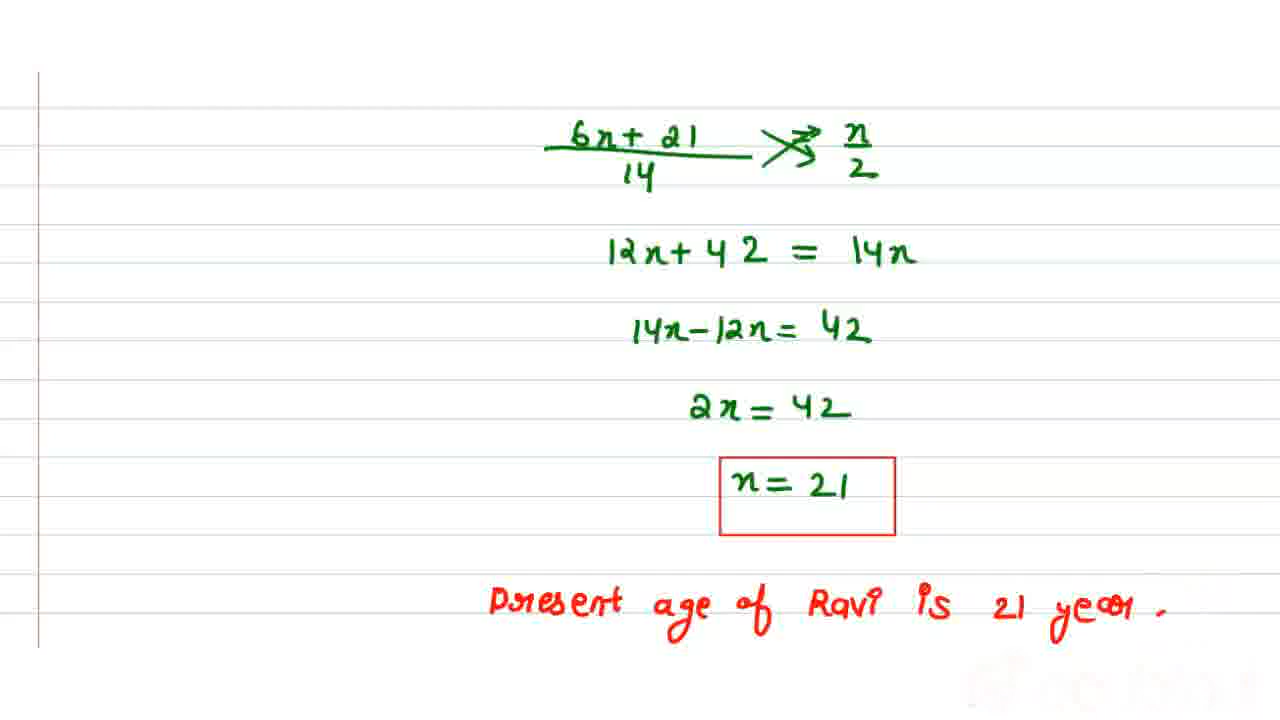 6x + 21 / 14 x / 2
12x + 42 = 14x
14x - 12x = 42
2x = 42
x = 21
Present age of Ravi is 21 year.